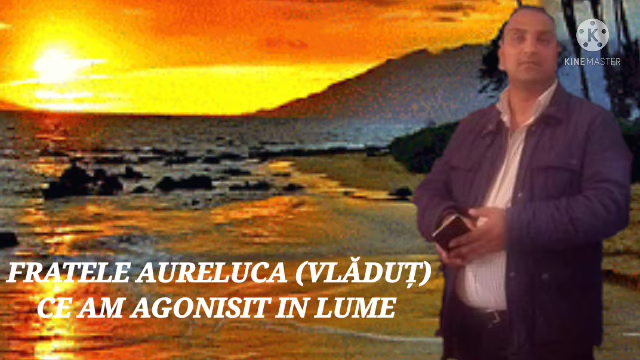 KINEMASTER
FRATELE AURELUCA (VLĂDUȚ)
CE AM AGONISIT IN LUME